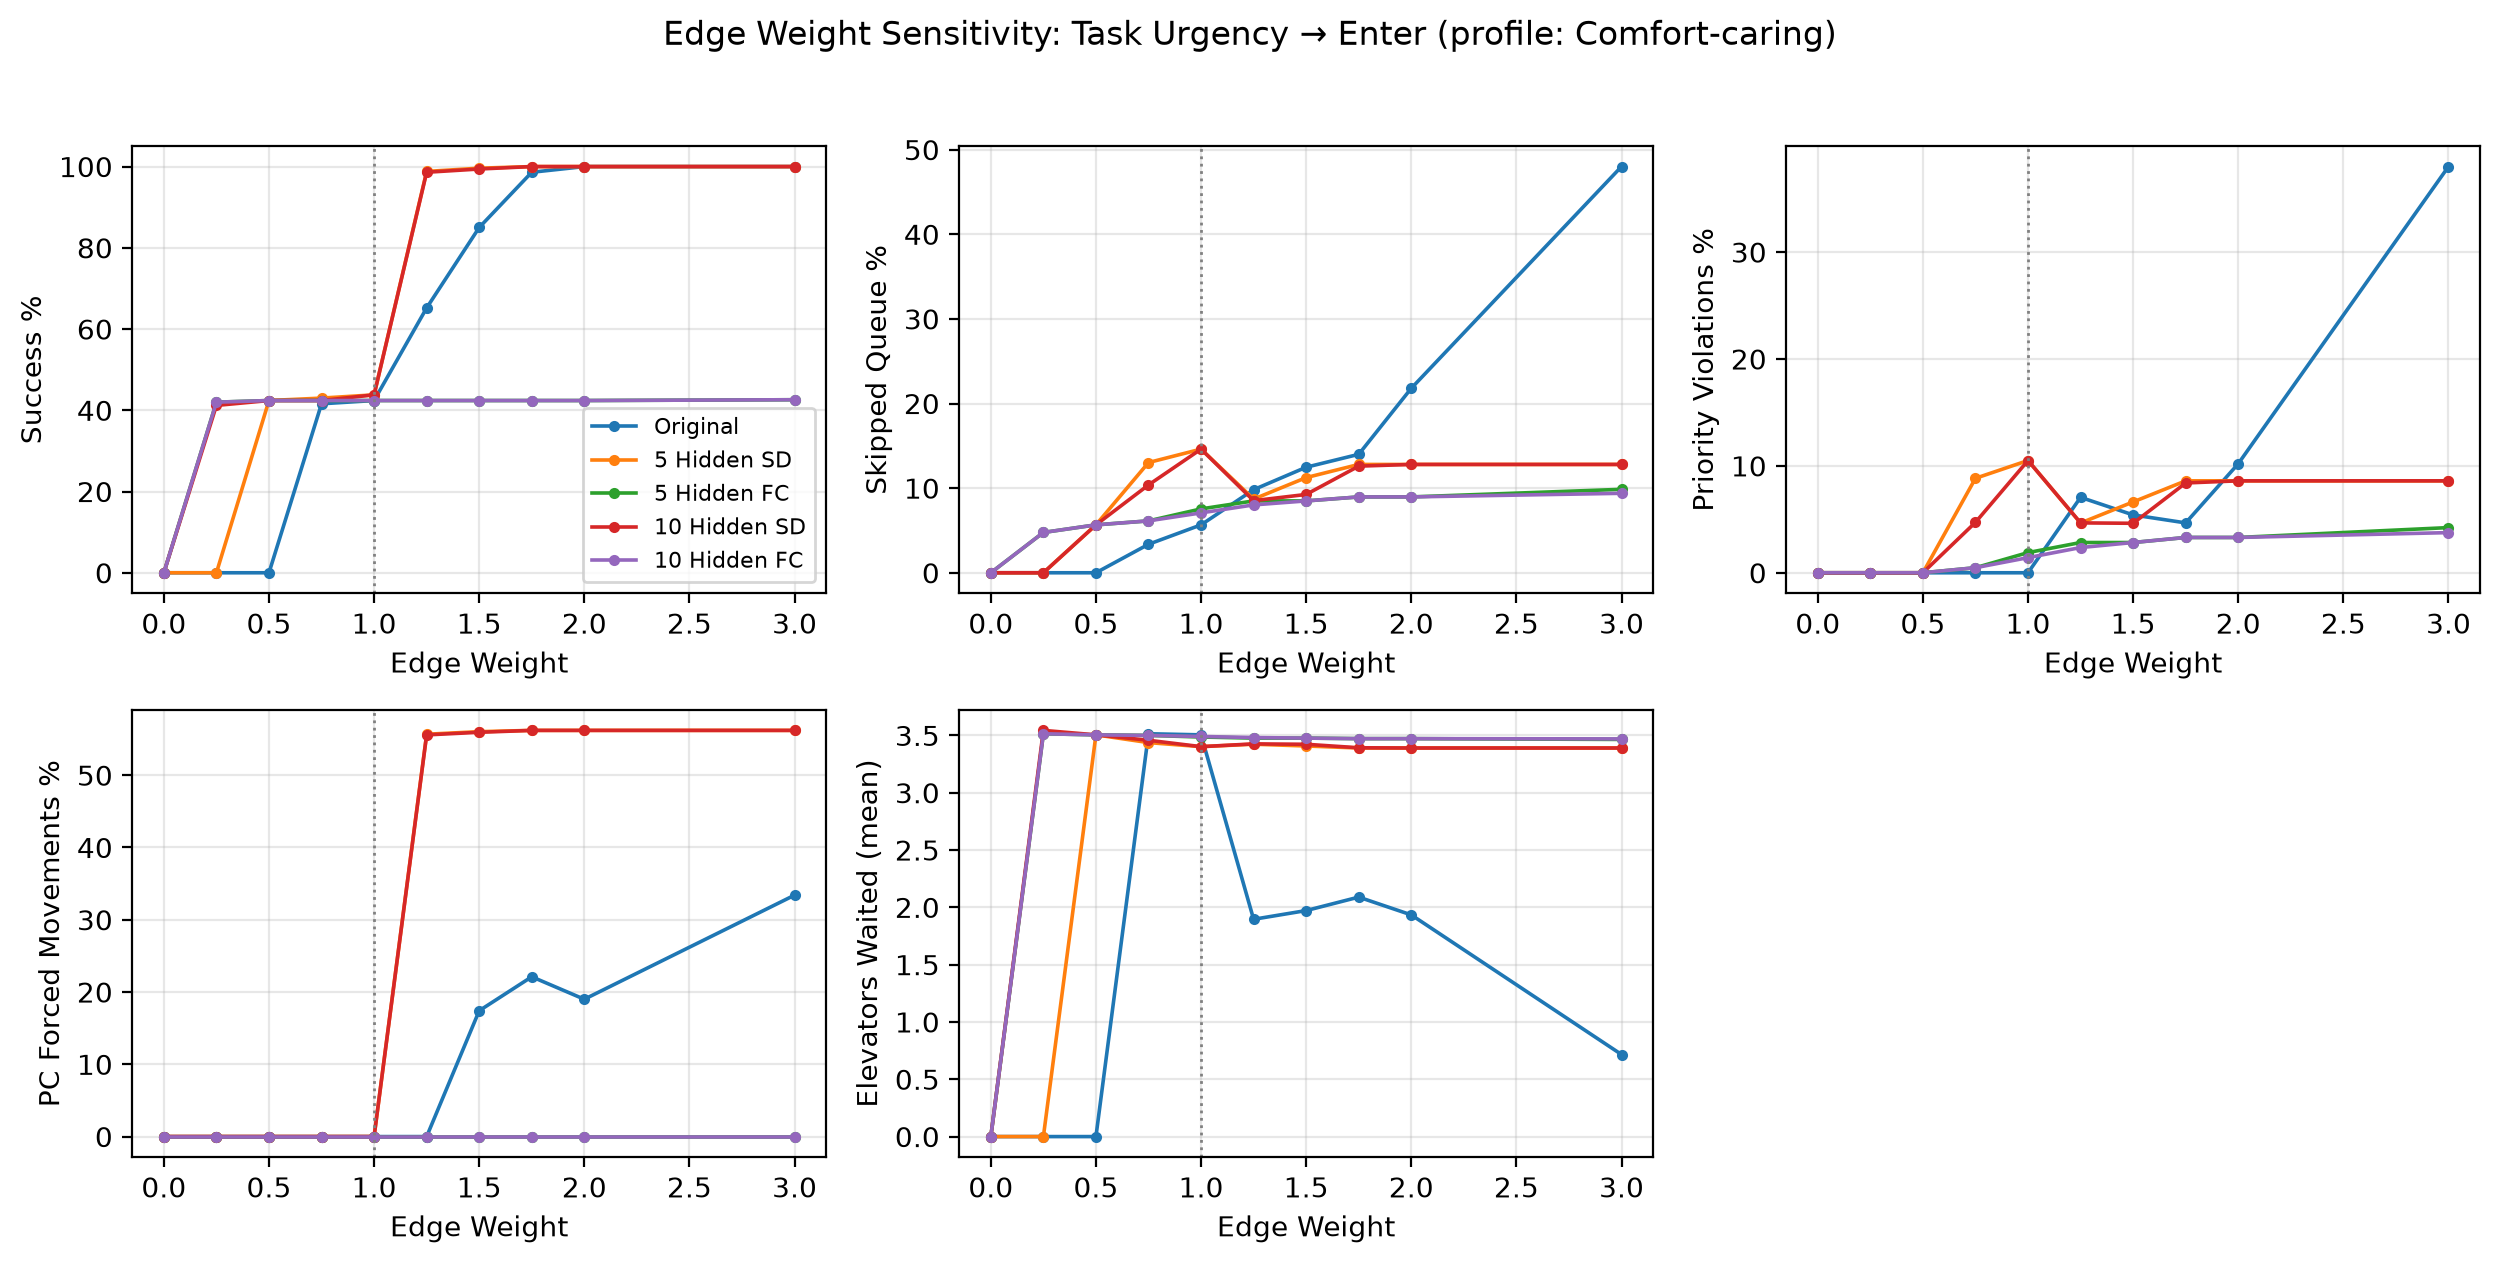 Edge Weight Sensitivity: Task Urgency → Enter (profile: Comfort-caring)
Success %
100
80
60
40
20
0
0.0 0.5 1.0 1.5 2.0 2.5 3.0
Edge Weight
Original
5 Hidden SD
5 Hidden FC
10 Hidden SD
10 Hidden FC
Skipped Queue %
50
40
30
20
10
0
0.0 0.5 1.0 1.5 2.0 2.5 3.0
Edge Weight
Priority Violations %
30
20
10
0
0.0 0.5 1.0 1.5 2.0 2.5 3.0
Edge Weight
PC Forced Movements %
50
40
30
20
10
0
0.0 0.5 1.0 1.5 2.0 2.5 3.0
Edge Weight
Elevators Waited (mean)
3.5
3.0
2.5
2.0
1.5
1.0
0.5
0.0
0.0 0.5 1.0 1.5 2.0 2.5 3.0
Edge Weight